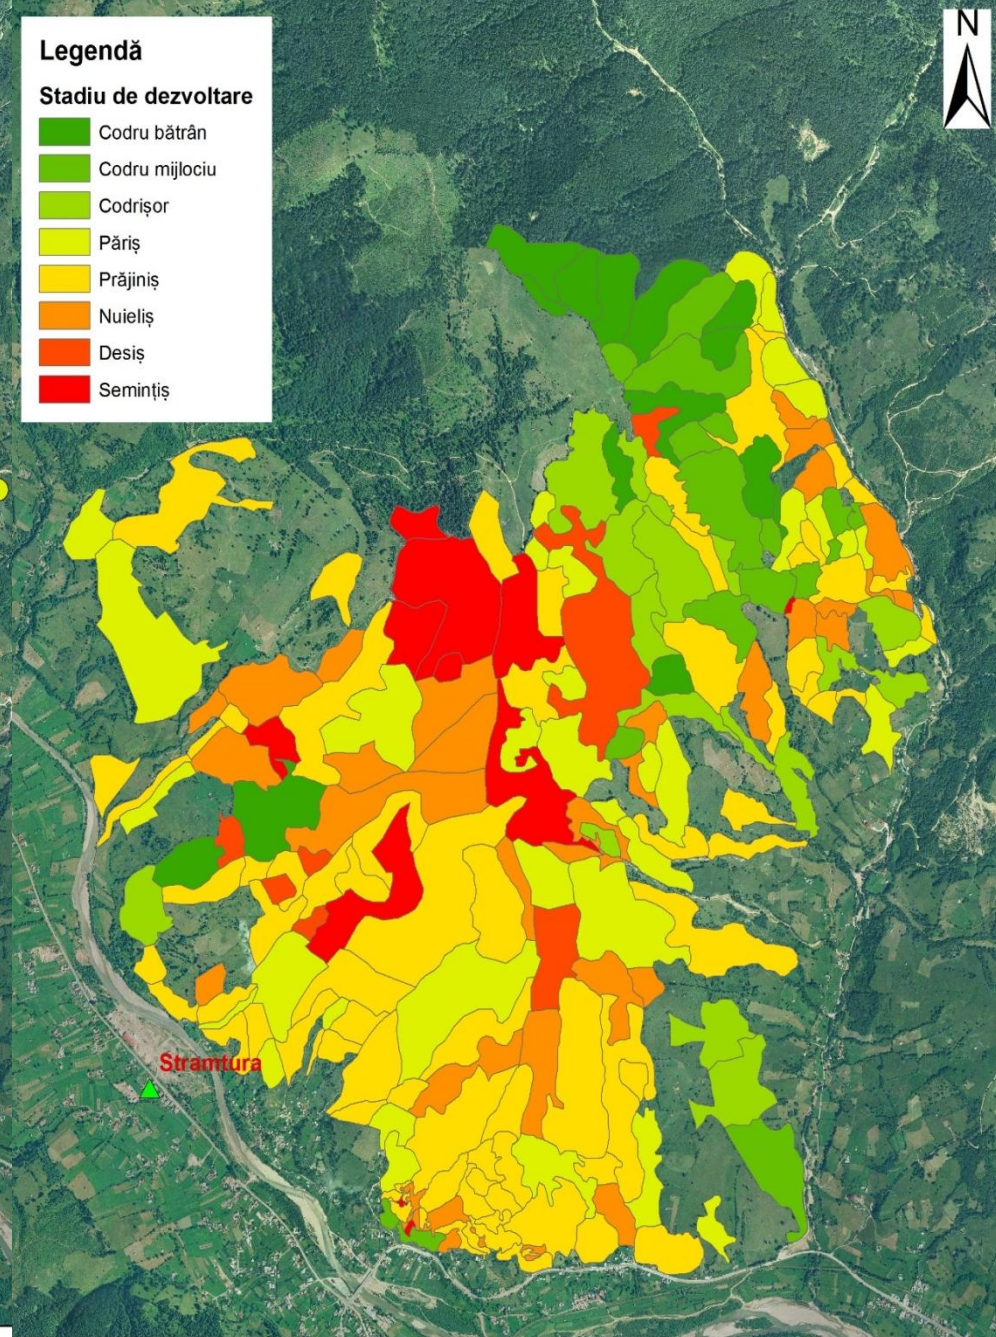 N
Legendă
Stadiu de dezvoltare
Codru bătrân
Codru mijlociu
Codrișor
Păriș
Prăjiniș
Nuieliș
Desiș
Semințiș
Stramtura